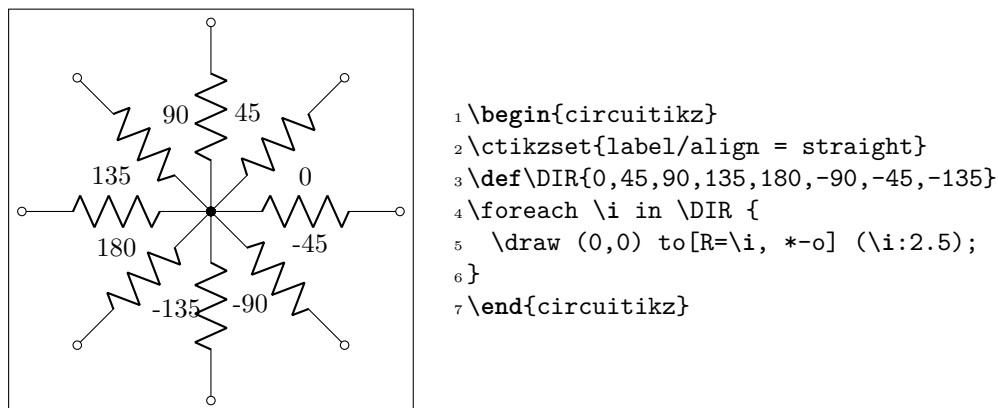 90 45
135 0
180 -45
-135 -90
1 \begin{circuitikz}
2 \ctikzset{label/align = straight}
3 \def\DIR{0,45,90,135,180,-90,-45,-135}
4 \foreach \i in \DIR {
5 \draw (0,0) to[R=\i, *-o] (\i:2.5);
6 }
7 \end{circuitikz}